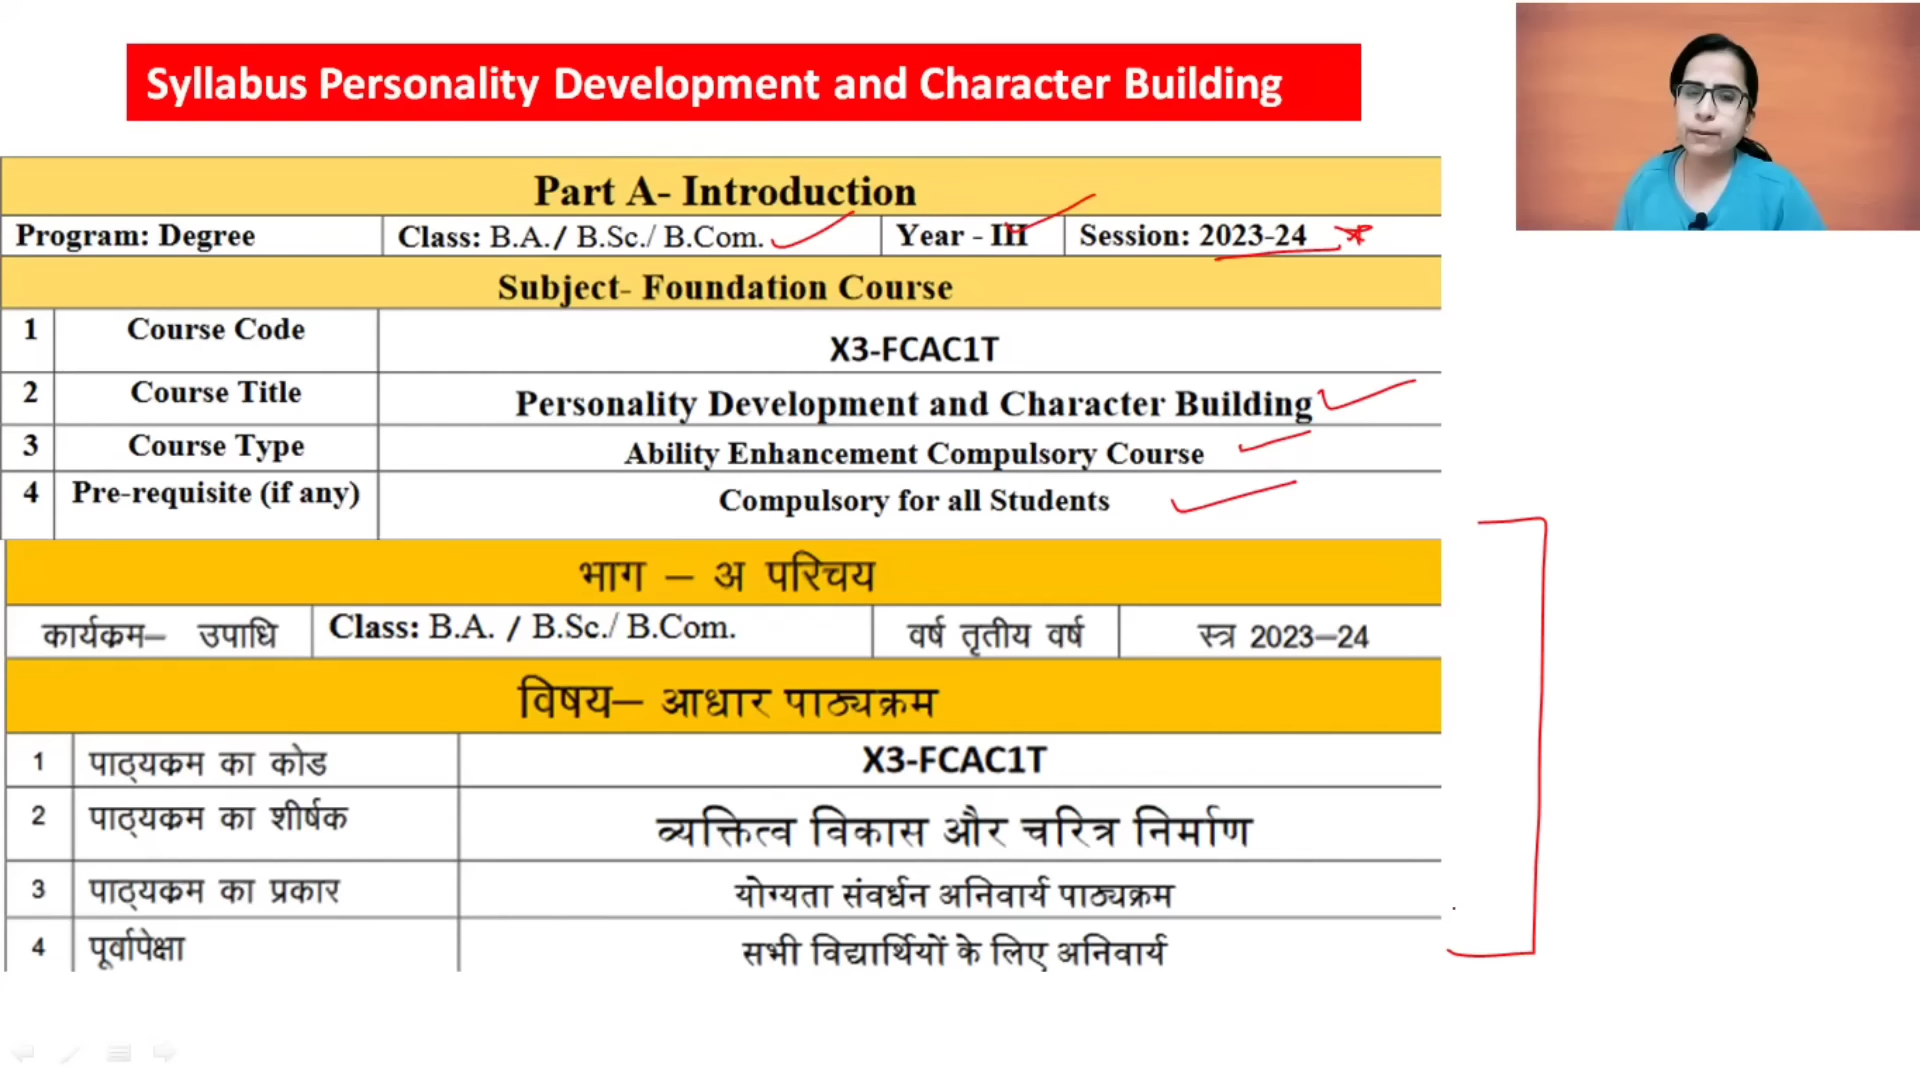 Syllabus Personality Development and Character Building
Part A- Introduction
Program: Degree Class: B.A./ B.Sc./ B.Com. Year - III Session: 2023-24
Subject- Foundation Course
1 Course Code X3-FCAC1T
2 Course Title Personality Development and Character Building
3 Course Type Ability Enhancement Compulsory Course
4 Pre-requisite (if any) Compulsory for all Students
भाग – अ परिचय
कार्यक्रम– उपाधि Class: B.A. / B.Sc./ B.Com. वर्ष तृतीय वर्ष स्त्र 2023–24
विषय– आधार पाठ्यक्रम
1 पाठ्यक्रम का कोड X3-FCAC1T
2 पाठ्यक्रम का शीर्षक व्यक्तित्व विकास और चरित्र निर्माण
3 पाठ्यक्रम का प्रकार योग्यता संवर्धन अनिवार्य पाठ्यक्रम
4 पूर्वापेक्षा सभी विद्यार्थियों के लिए अनिवार्य